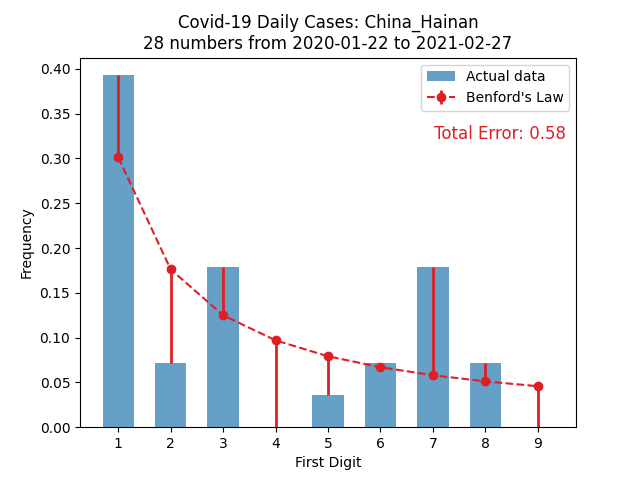 Covid-19 Daily Cases: China_Hainan
28 numbers from 2020-01-22 to 2021-02-27
Actual data
Benford's Law
Total Error: 0.58
Frequency
0.40
0.35
0.30
0.25
0.20
0.15
0.10
0.05
0.00
1 2 3 4 5 6 7 8 9
First Digit